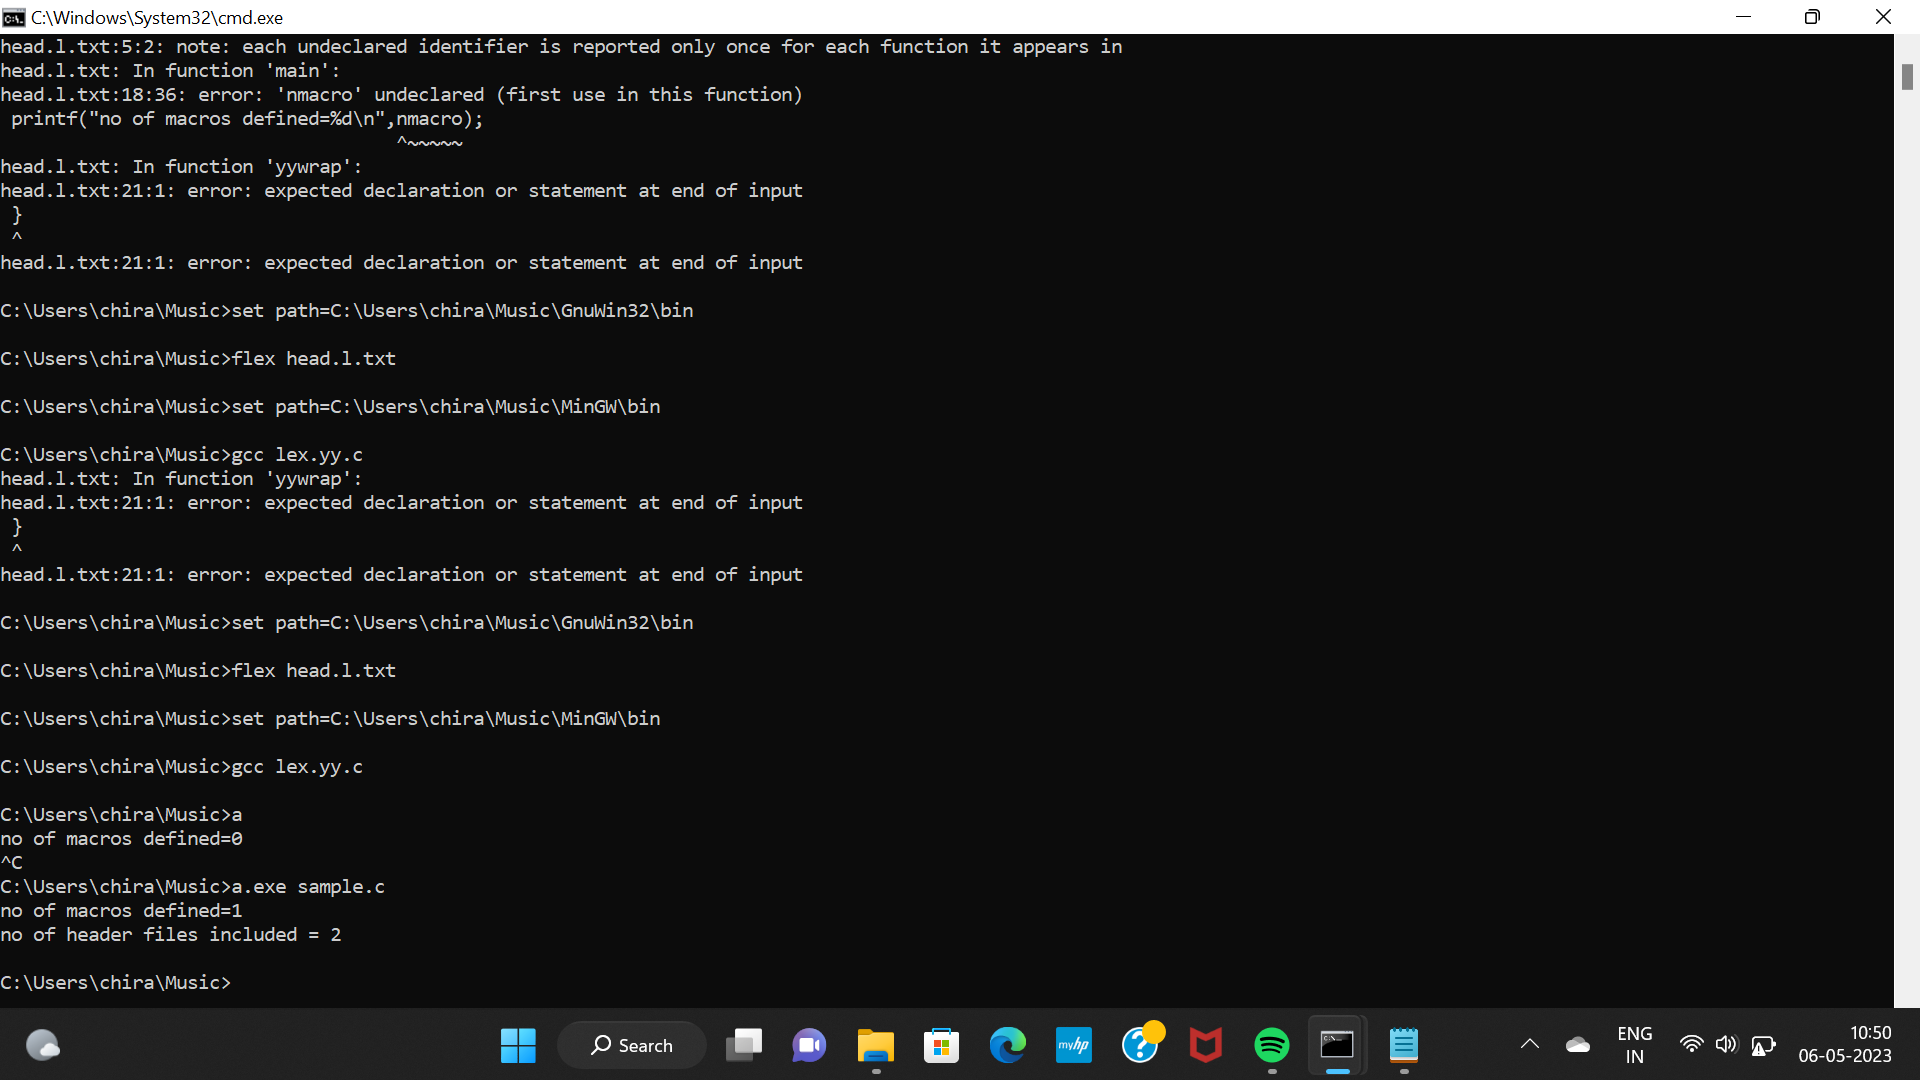 C:\Windows\System32\cmd.exe
head.l.txt:5:2: note: each undeclared identifier is reported only once for each function it appears in
head.l.txt: In function 'main':
head.l.txt:18:36: error: 'nmacro' undeclared (first use in this function)
 printf("no of macros defined=%d\n",nmacro);
                                    ^~~~~~
head.l.txt: In function 'yywrap':
head.l.txt:21:1: error: expected declaration or statement at end of input
 }
 ^
head.l.txt:21:1: error: expected declaration or statement at end of input
C:\Users\chira\Music>set path=C:\Users\chira\Music\GnuWin32\bin
C:\Users\chira\Music>flex head.l.txt
C:\Users\chira\Music>set path=C:\Users\chira\Music\MinGW\bin
C:\Users\chira\Music>gcc lex.yy.c
head.l.txt: In function 'yywrap':
head.l.txt:21:1: error: expected declaration or statement at end of input
 }
 ^
head.l.txt:21:1: error: expected declaration or statement at end of input
C:\Users\chira\Music>set path=C:\Users\chira\Music\GnuWin32\bin
C:\Users\chira\Music>flex head.l.txt
C:\Users\chira\Music>set path=C:\Users\chira\Music\MinGW\bin
C:\Users\chira\Music>gcc lex.yy.c
C:\Users\chira\Music>a
no of macros defined=0
^C
C:\Users\chira\Music>a.exe sample.c
no of macros defined=1
no of header files included = 2
C:\Users\chira\Music>
Search
myhp
ENG
IN
10:50
06-05-2023